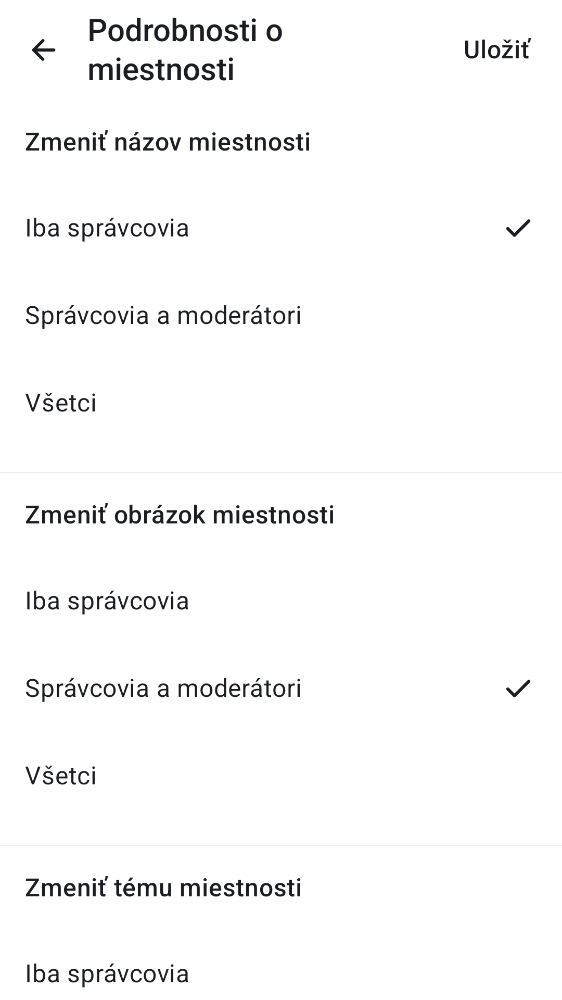 Podrobnosti o
miestnosti
Uložiť
Zmeniť názov miestnosti
Iba správcovia
Správcovia a moderátori
Všetci
Zmeniť obrázok miestnosti
Iba správcovia
Správcovia a moderátori
Všetci
Zmeniť tému miestnosti
Iba správcovia